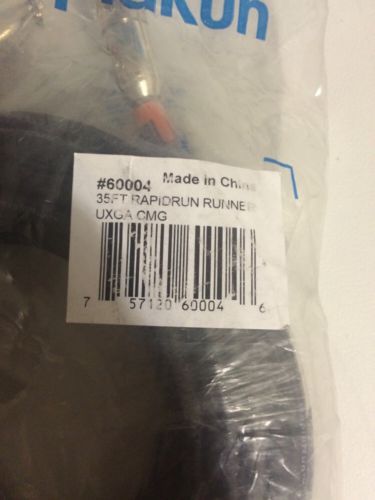 #60004 Made in China
35FT RAPIDRUN RUNNER
UXGA CMG
7 57120 60004 6